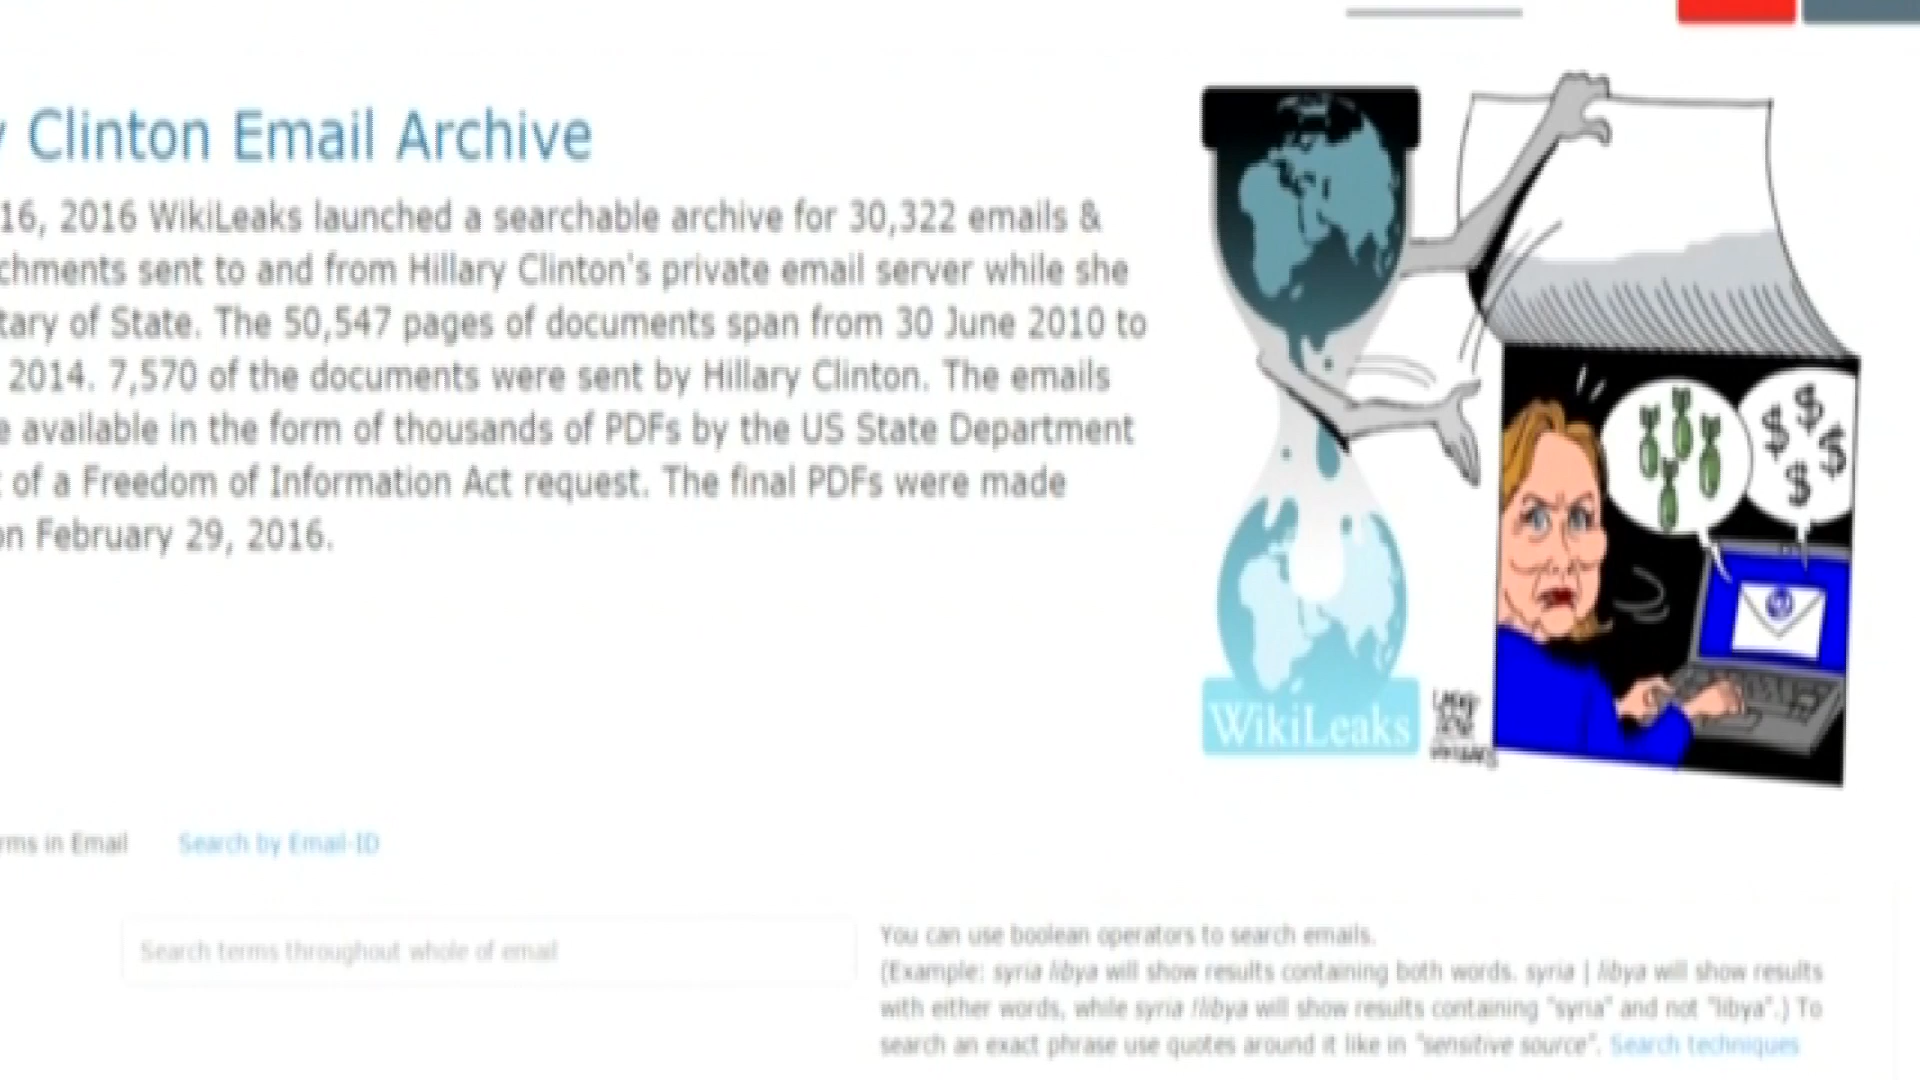 Clinton Email Archive
16, 2016 WikiLeaks launched a searchable archive for 30,322 emails &
chments sent to and from Hillary Clinton's private email server while she
tary of State. The 50,547 pages of documents span from 30 June 2010 to
2014. 7,570 of the documents were sent by Hillary Clinton. The emails
e available in the form of thousands of PDFs by the US State Department
of a Freedom of Information Act request. The final PDFs were made
on February 29, 2016.
$ $ $ $
WikiLeaks
rms in Email Search by Email-ID
Search terms throughout whole of email
You can use boolean operators to search emails.
(Example: syria libya will show results containing both words. syria | libya will show results
with either words, while syria !libya will show results containing "syria" and not "libya".) To
search an exact phrase use quotes around it like in "sensitive source". Search techniques